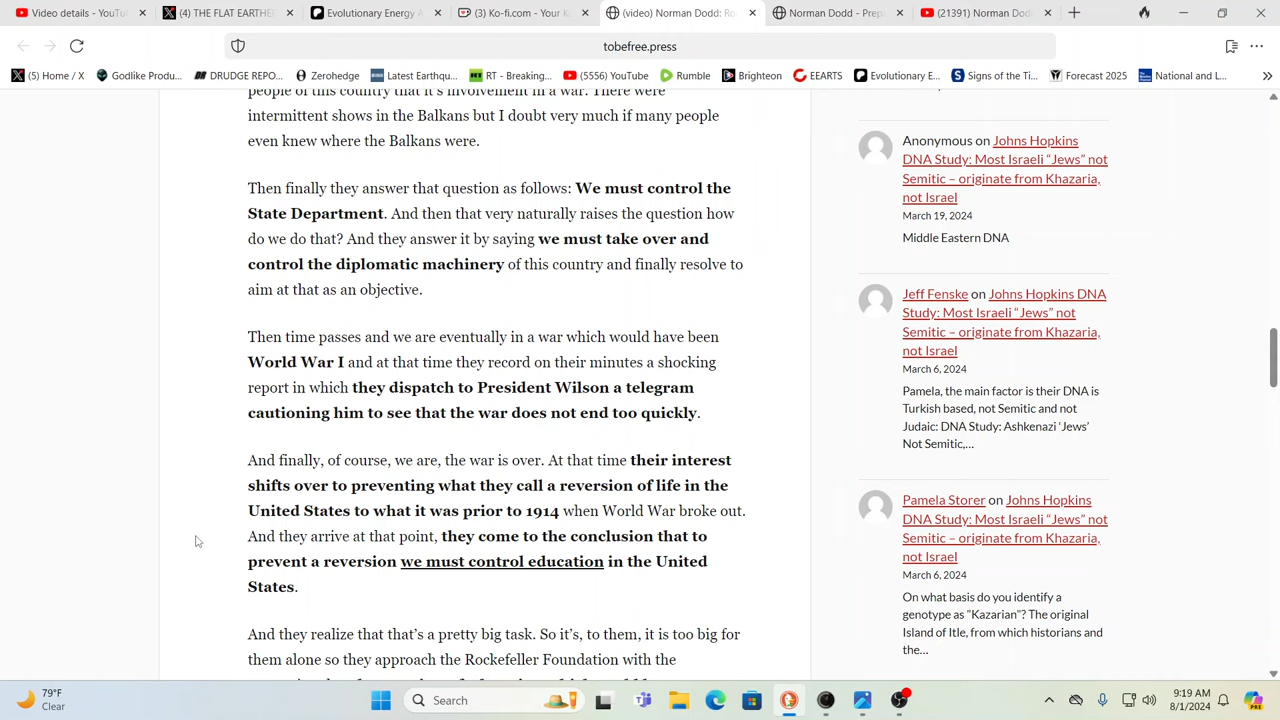 Video details - YouTu
(4) THE FLAT EARTHE
Evolutionary Energy A
(3) Ko-fi.com - Your K
(video) Norman Dodd: Ro
Norman Dodd - Prepa
(21391) Norman Dod
tobefree.press
(5) Home / X
Godlike Produ...
DRUDGE REPO...
Zerohedge
Latest Earthqu...
RT - Breaking...
(5556) YouTube
Rumble
Brighteon
EEARTS
Evolutionary E...
Signs of the Ti...
Forecast 2025
National and L...
people of this country that it's involvement in a war. There were
intermittent shows in the Balkans but I doubt very much if many people
even knew where the Balkans were.
Then finally they answer that question as follows: We must control the
State Department. And then that very naturally raises the question how
do we do that? And they answer it by saying we must take over and
control the diplomatic machinery of this country and finally resolve to
aim at that as an objective.
Then time passes and we are eventually in a war which would have been
World War I and at that time they record on their minutes a shocking
report in which they dispatch to President Wilson a telegram
cautioning him to see that the war does not end too quickly.
And finally, of course, we are, the war is over. At that time their interest
shifts over to preventing what they call a reversion of life in the
United States to what it was prior to 1914 when World War broke out.
And they arrive at that point, they come to the conclusion that to
prevent a reversion we must control education in the United
States.
And they realize that that's a pretty big task. So it's, to them, it is too big for
them alone so they approach the Rockefeller Foundation with the
Anonymous on Johns Hopkins
DNA Study: Most Israeli "Jews" not
Semitic – originate from Khazaria,
not Israel
March 19, 2024
Middle Eastern DNA
Jeff Fenske on Johns Hopkins DNA
Study: Most Israeli "Jews" not
Semitic – originate from Khazaria,
not Israel
March 6, 2024
Pamela, the main factor is their DNA is
Turkish based, not Semitic and not
Judaic: DNA Study: Ashkenazi 'Jews'
Not Semitic,...
Pamela Storer on Johns Hopkins
DNA Study: Most Israeli "Jews" not
Semitic – originate from Khazaria,
not Israel
March 6, 2024
On what basis do you identify a
genotype as "Kazarian"? The original
Island of Itle, from which historians and
the...
79°F
Clear
Search
9:19 AM
8/1/2024